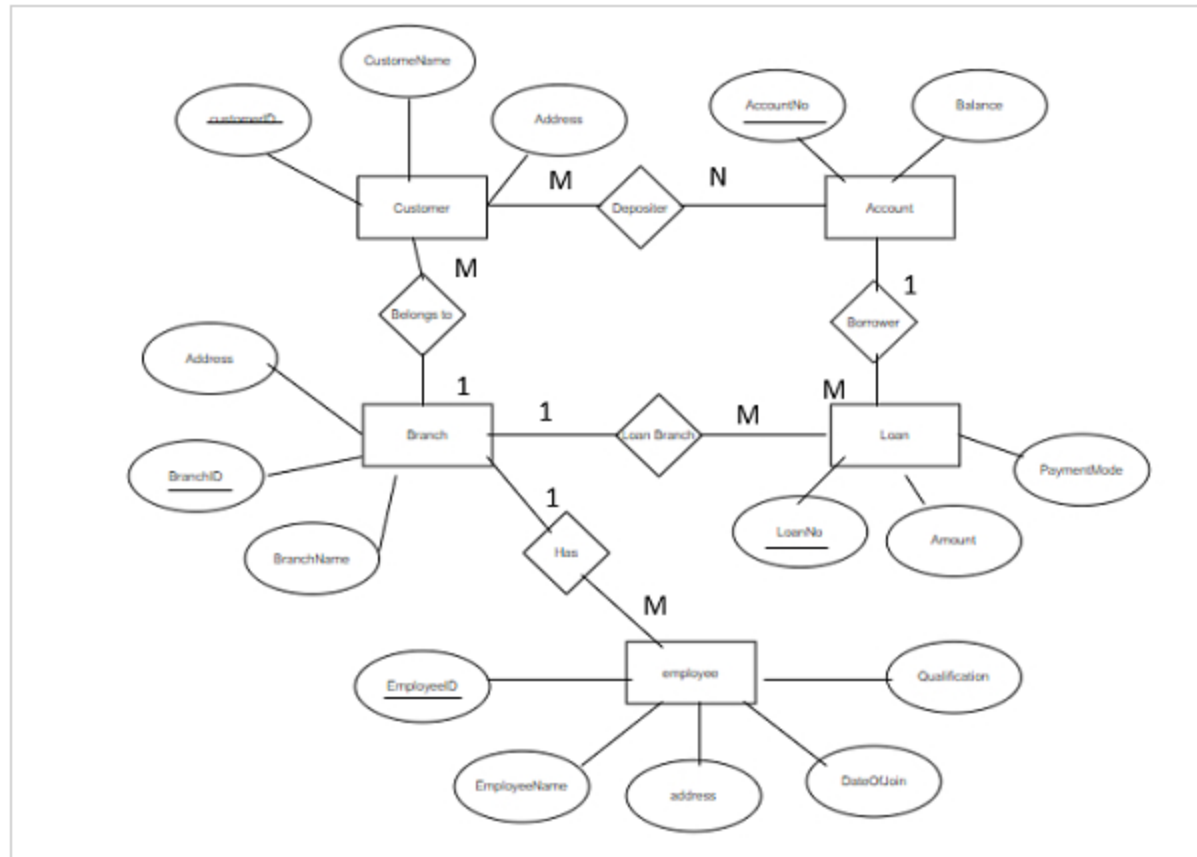 CustomeName
customerID
Address
AccountNo
Balance
Customer
M
Depositer
N
Account
M
Belongs to
1
Borrower
Address
1
1
Loan Branch
M
M
Branch
Loan
BranchID
PaymentMode
BranchName
1
Has
LoanNo
Amount
M
employee
EmployeeID
Qualification
EmployeeName
address
DateOfJoin